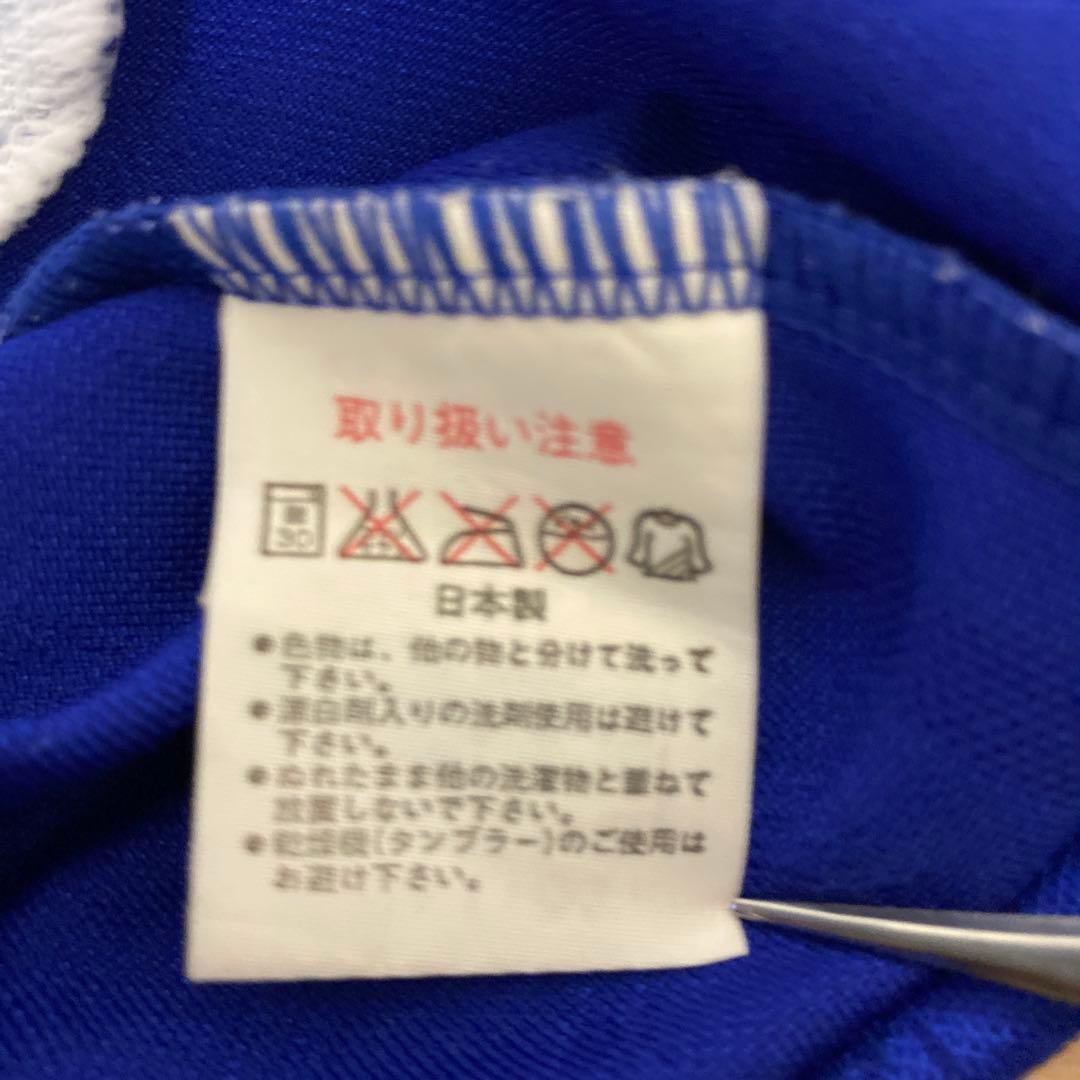 取り扱い注意
30
日本製
●色物は、他の物と分けて洗って
下さい。
●漂白剤入りの洗剤使用は避けて
下さい。
●ぬれたまま他の洗濯物と重ねて
放置しないで下さい。
●乾燥機(タンブラー)のご使用は
お避け下さい。